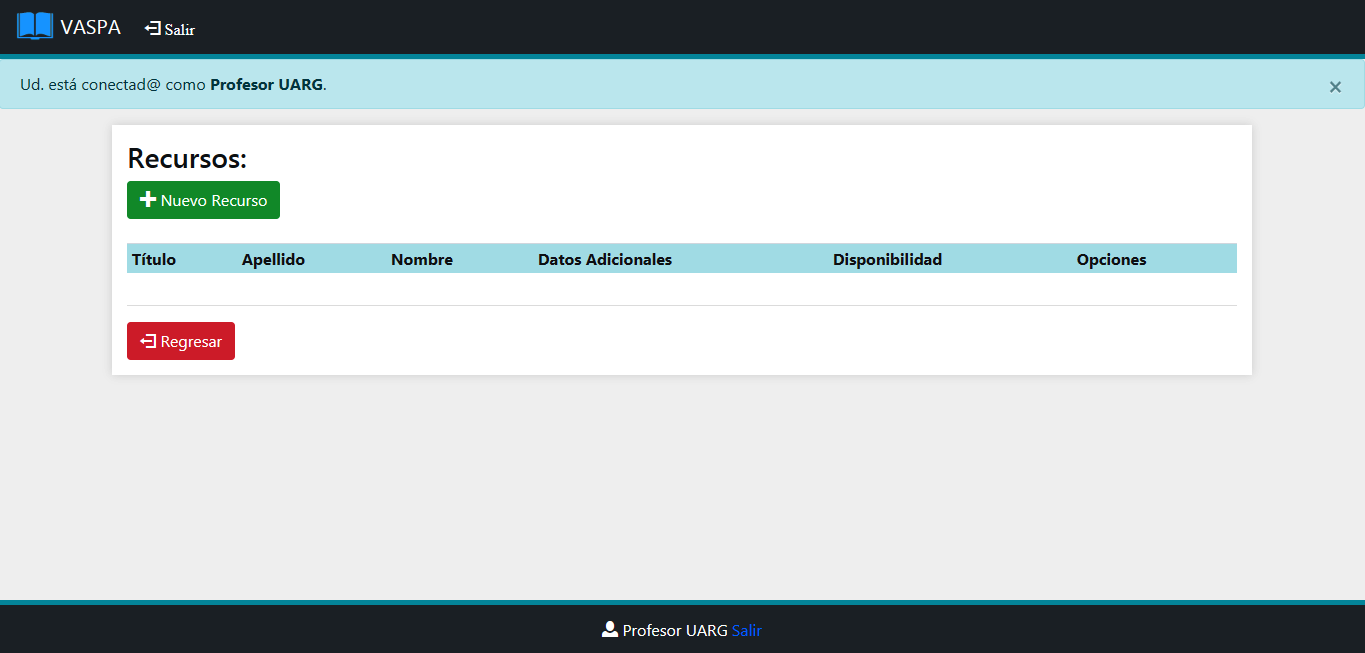 VASPA Salir
Ud. está conectad@ como Profesor UARG. ×
Recursos:
Nuevo Recurso
Título Apellido Nombre Datos Adicionales Disponibilidad Opciones
Regresar
Profesor UARG Salir